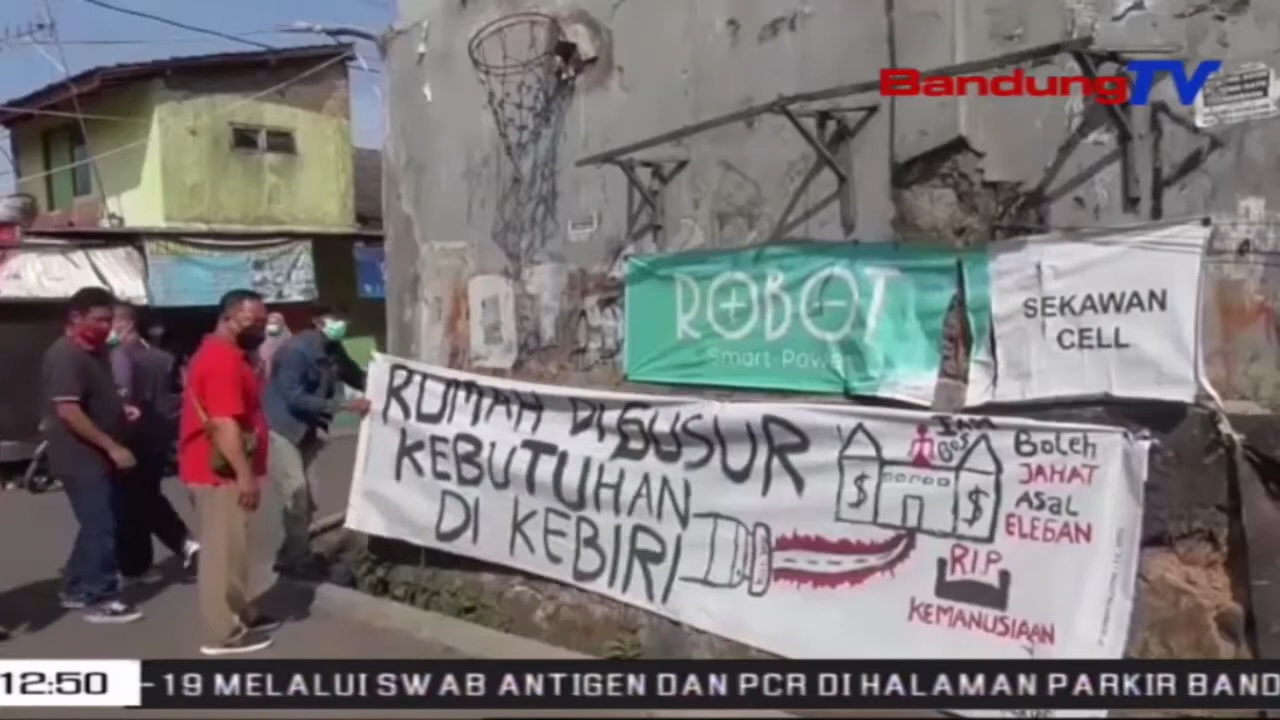 BandungTV
ROBOT
Smart Power
SEKAWAN
CELL
RUMAH DI GUSUR
KEBUTUHAN
DI KEBIRI
$
$
BOS
Boleh
JAHAT
ASAL
ELEGAN
RIP
KEMANUSIAAN
12:50
-19 MELALUI SWAB ANTIGEN DAN PCR DI HALAMAN PARKIR BAND